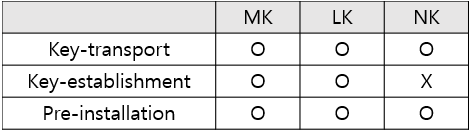 MK LK NK
Key-transport O O O
Key-establishment O O X
Pre-installation O O O